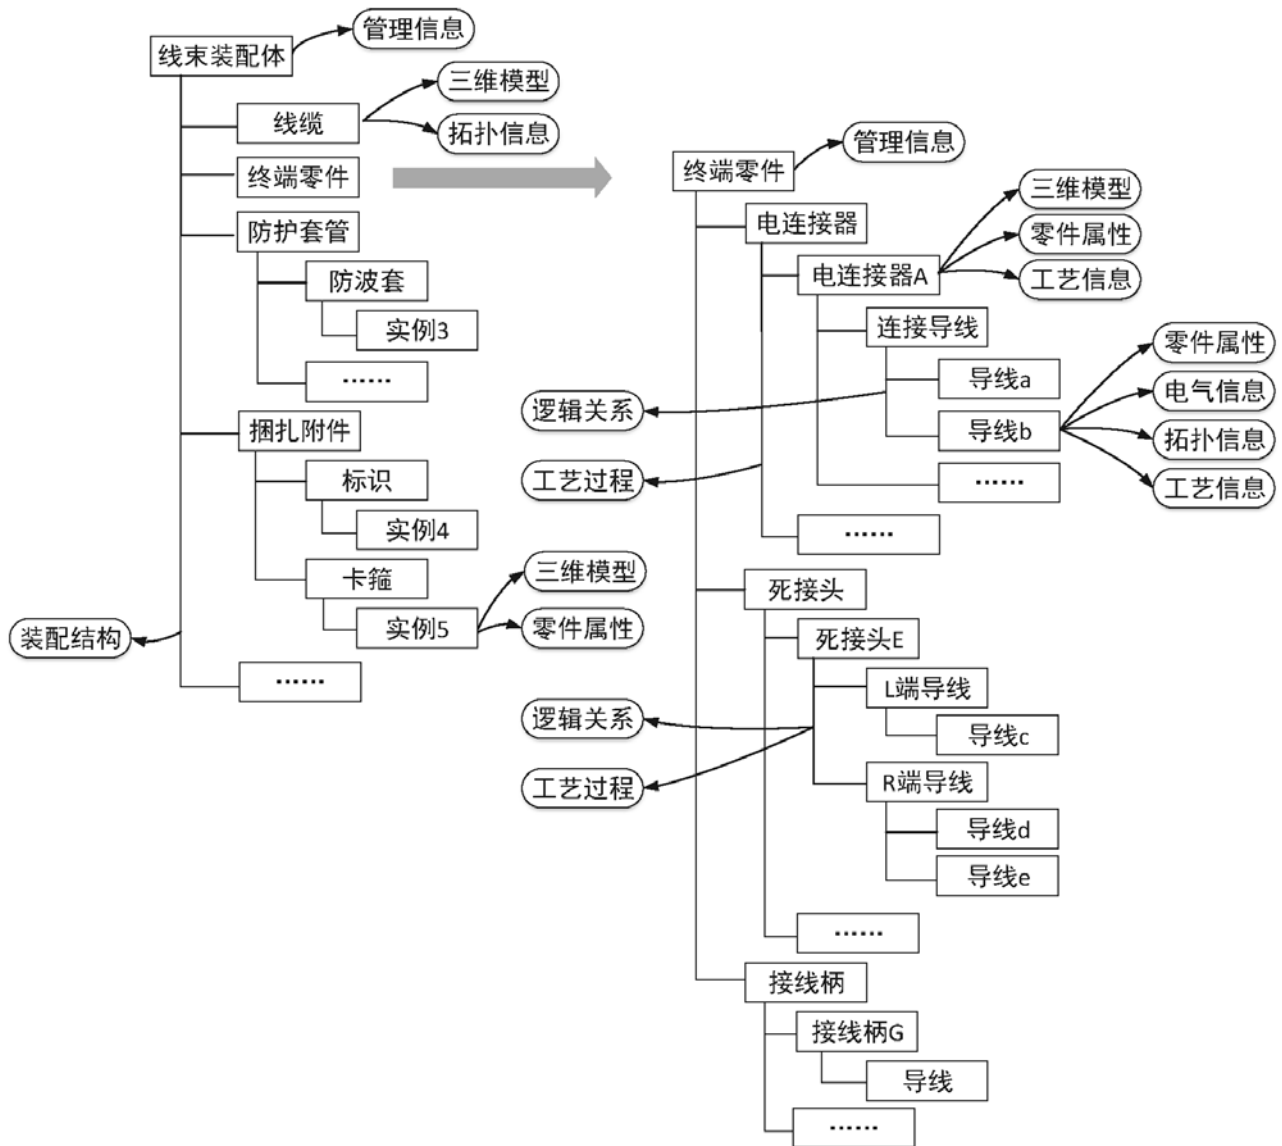 线束装配体
管理信息
线缆
三维模型
拓扑信息
终端零件
防护套管
防波套
实例3
……
捆扎附件
标识
实例4
卡箍
实例5
三维模型
零件属性
装配结构
……
终端零件
管理信息
电连接器
电连接器A
三维模型
零件属性
工艺信息
连接导线
导线a
导线b
零件属性
电气信息
拓扑信息
工艺信息
逻辑关系
工艺过程
……
……
死接头
死接头E
L端导线
导线c
R端导线
导线d
导线e
逻辑关系
工艺过程
……
接线柄
接线柄G
导线
……